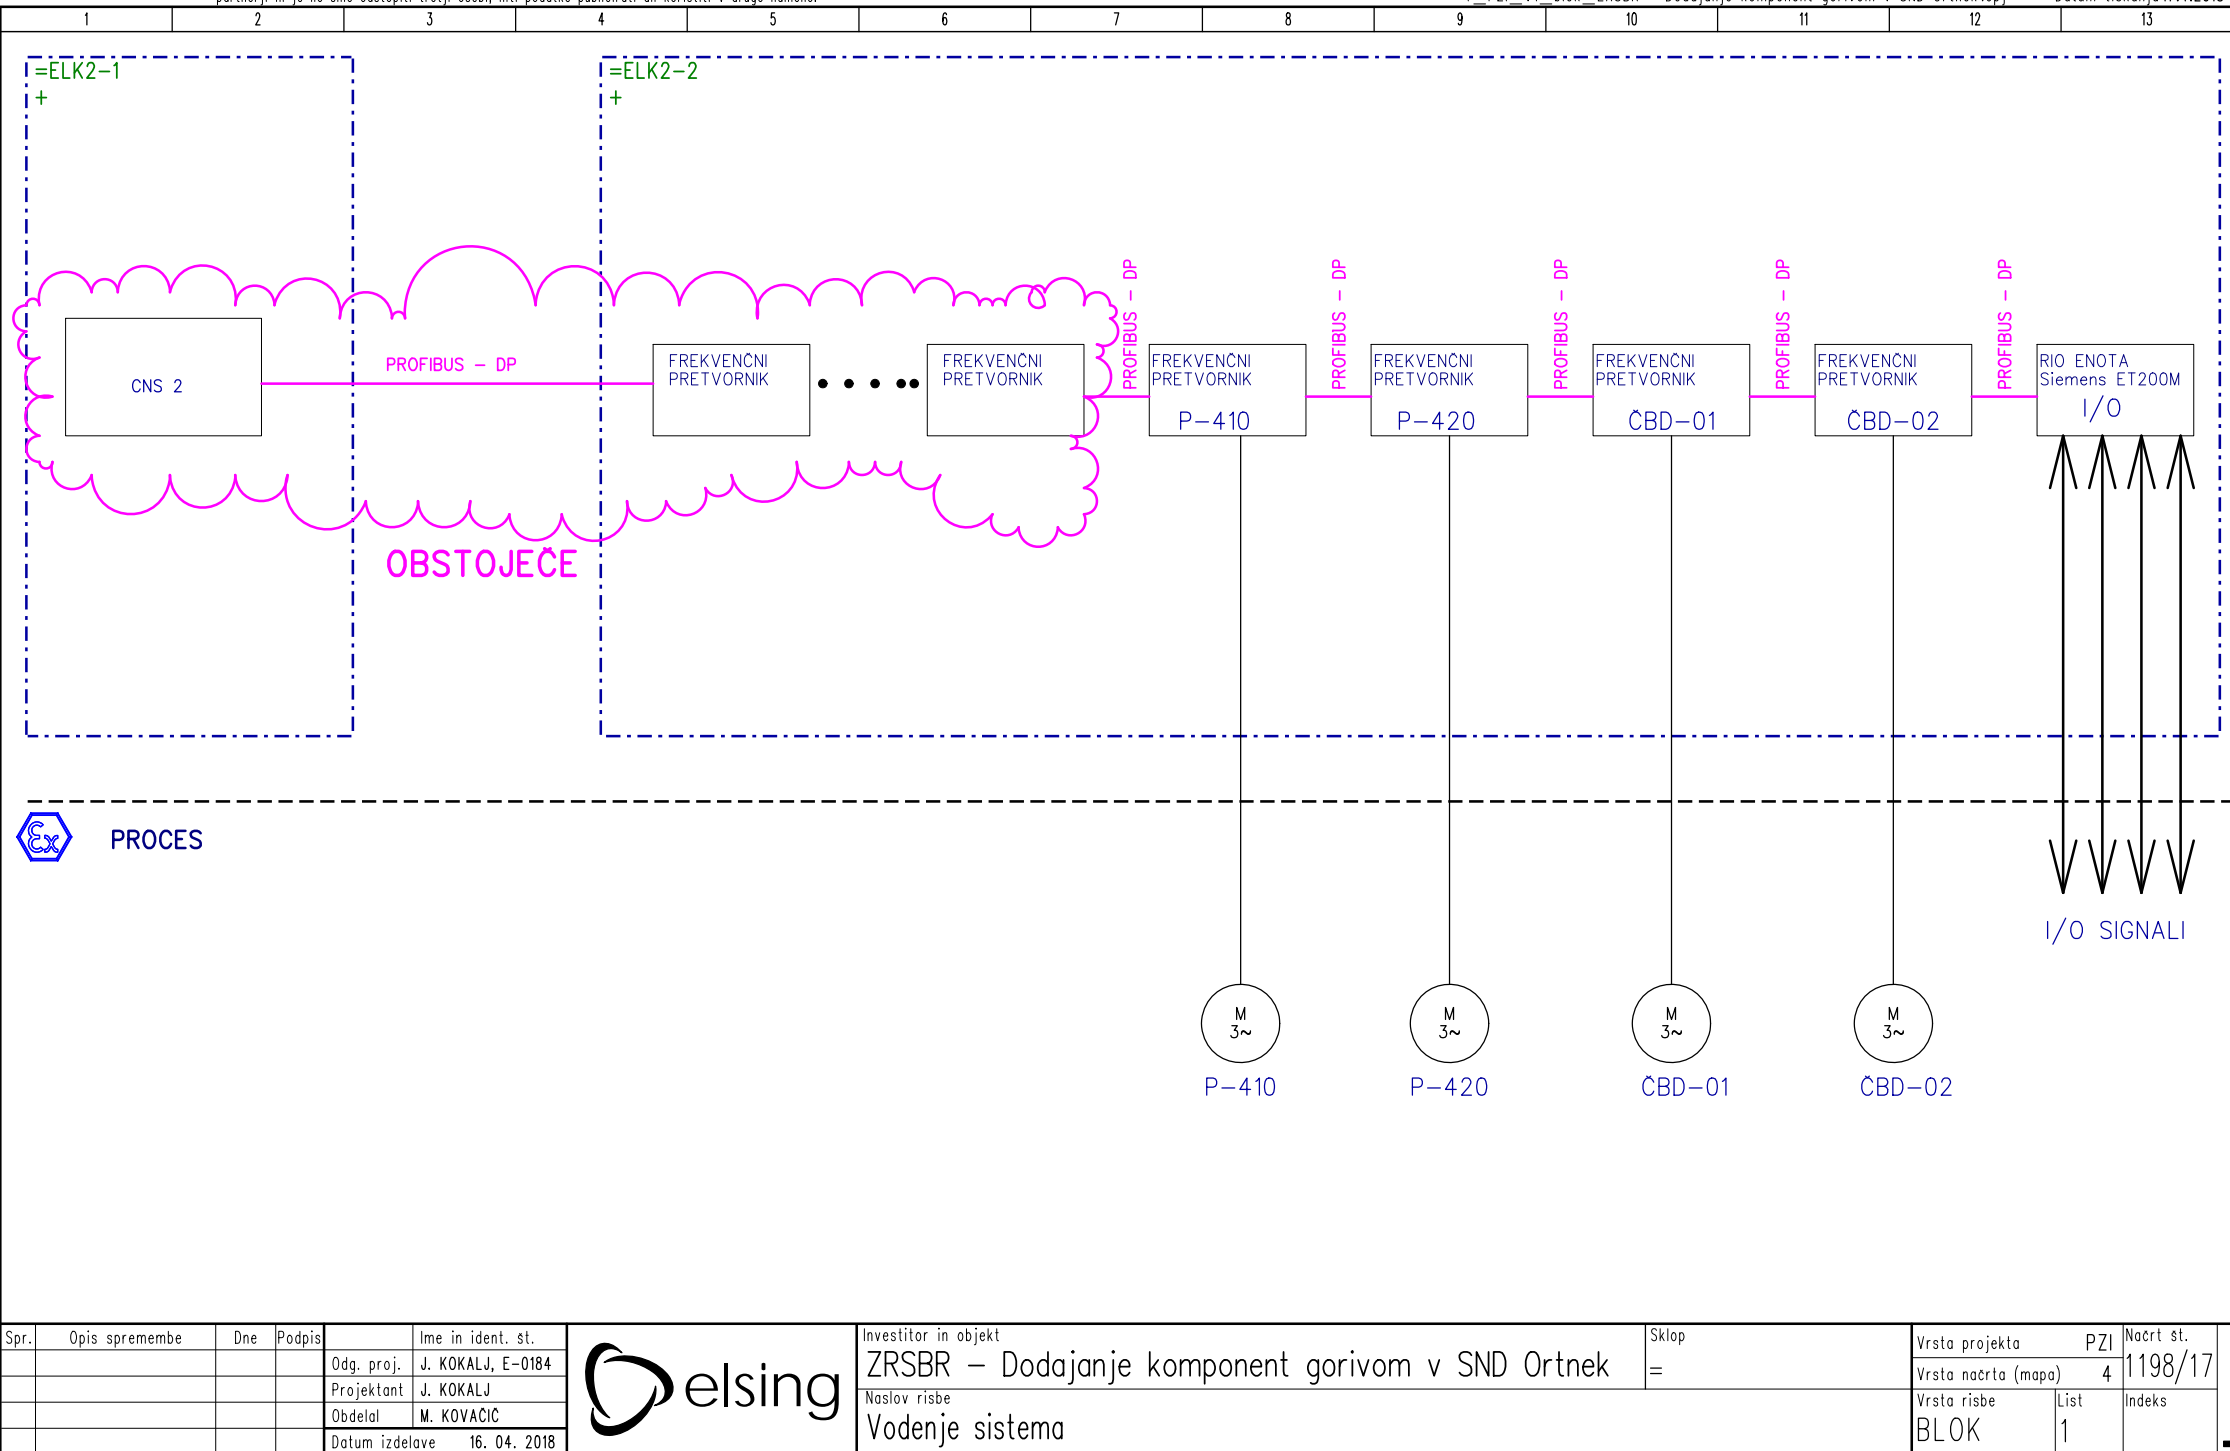 1 2 3 4 5 6 7 8 9 10 11 12 13
=ELK2-1
+
=ELK2-2
+
CNS 2
PROFIBUS - DP
FREKVENČNI
PRETVORNIK
FREKVENČNI
PRETVORNIK
PROFIBUS - DP
FREKVENČNI
PRETVORNIK
P-410
PROFIBUS - DP
FREKVENČNI
PRETVORNIK
P-420
PROFIBUS - DP
FREKVENČNI
PRETVORNIK
ČBD-01
PROFIBUS - DP
FREKVENČNI
PRETVORNIK
ČBD-02
PROFIBUS - DP
RIO ENOTA
Siemens ET200M
I/O
OBSTOJEČE
Ex
PROCES
I/O SIGNALI
M
3~
P-410
M
3~
P-420
M
3~
ČBD-01
M
3~
ČBD-02
Spr. Opis spremembe Dne Podpis
Ime in ident. št.
Odg. proj. J. KOKALJ, E-0184
Projektant J. KOKALJ
Obdelal M. KOVAČIČ
Datum izdelave 16. 04. 2018
elsing
Investitor in objekt
ZRSBR - Dodajanje komponent gorivom v SND Ortnek
Naslov risbe
Vodenje sistema
Sklop
=
Vrsta projekta PZI
Vrsta načrta (mapa) 4
Načrt št.
1198/17
Vrsta risbe
BLOK
List
1
Indeks